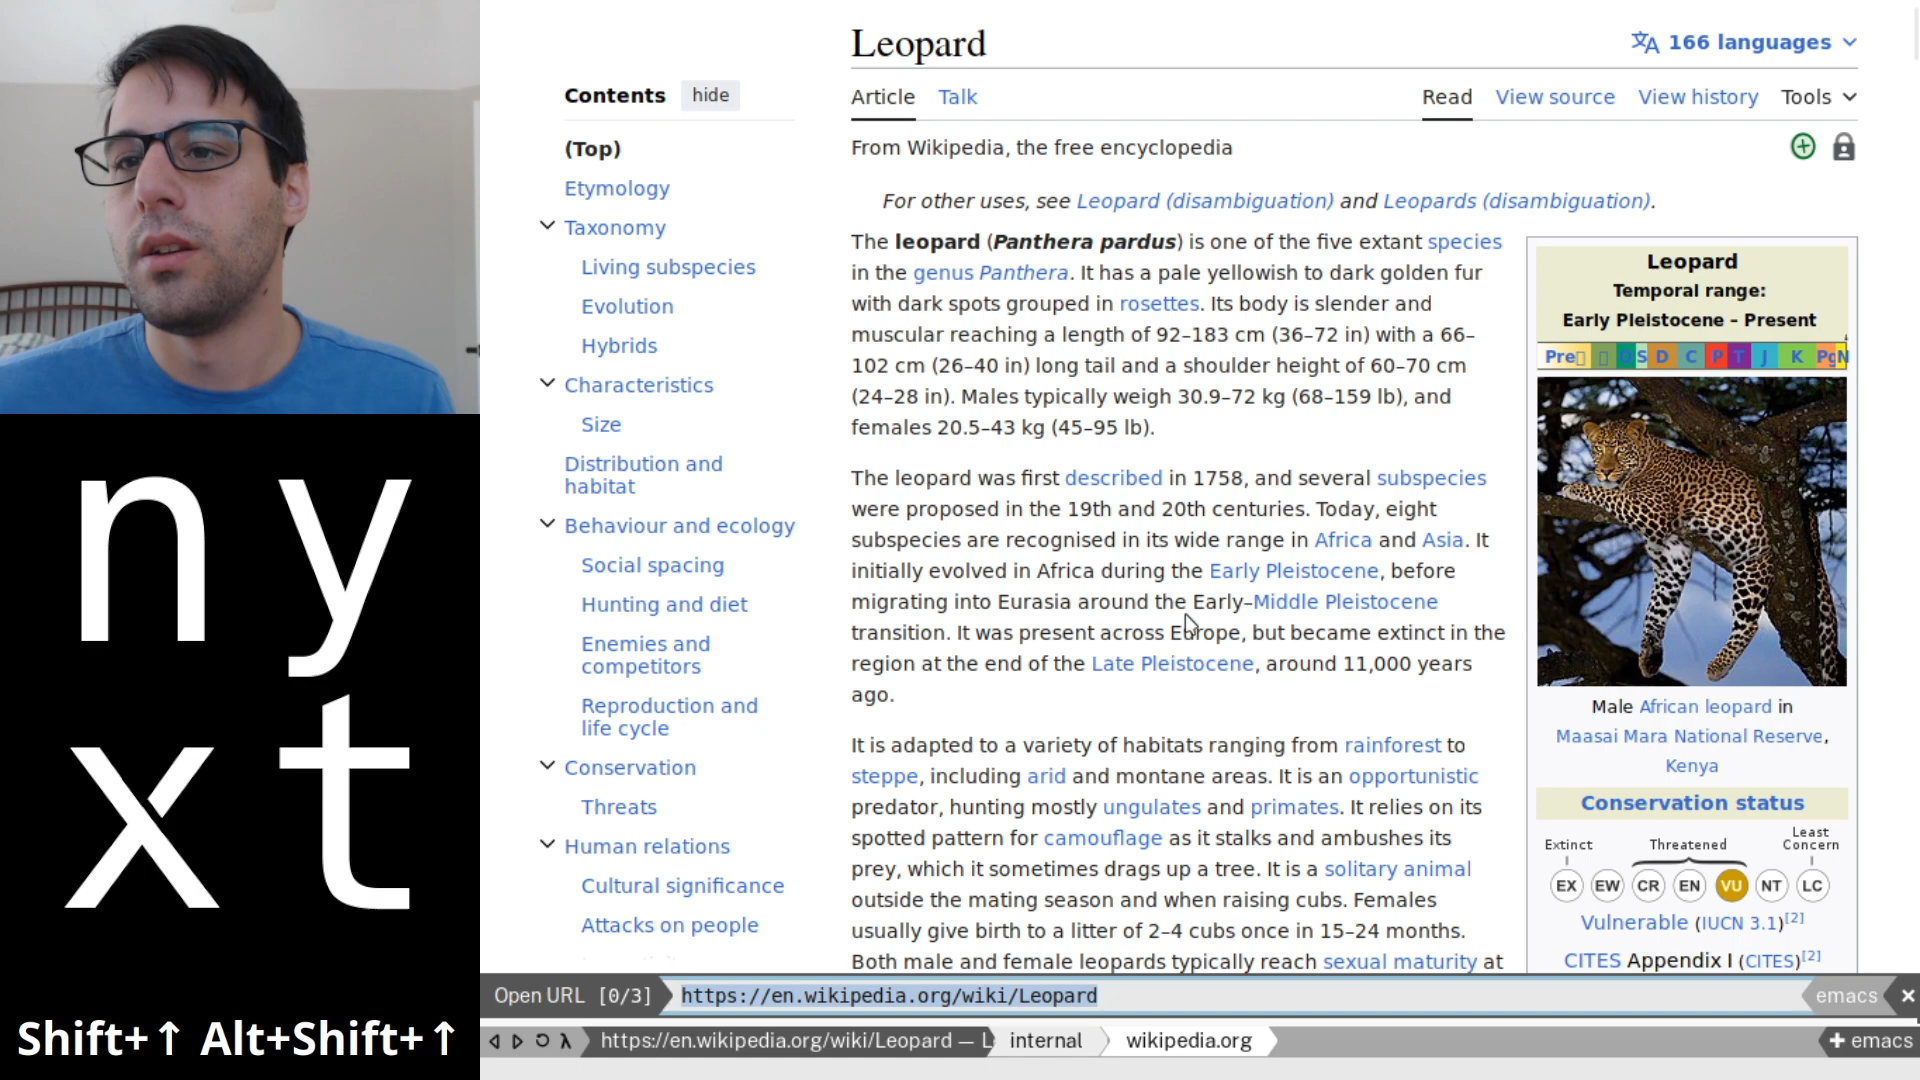 ny
xt
Shift+↑ Alt+Shift+↑
Leopard
166 languages
Contents hide
Article Talk
Read View source View history Tools
(Top)
Etymology
Taxonomy
Living subspecies
Evolution
Hybrids
Characteristics
Size
Distribution and
habitat
Behaviour and ecology
Social spacing
Hunting and diet
Enemies and
competitors
Reproduction and
life cycle
Conservation
Threats
Human relations
Cultural significance
Attacks on people
From Wikipedia, the free encyclopedia
For other uses, see Leopard (disambiguation) and Leopards (disambiguation).
The leopard (Panthera pardus) is one of the five extant species
in the genus Panthera. It has a pale yellowish to dark golden fur
with dark spots grouped in rosettes. Its body is slender and
muscular reaching a length of 92–183 cm (36–72 in) with a 66–
102 cm (26–40 in) long tail and a shoulder height of 60–70 cm
(24–28 in). Males typically weigh 30.9–72 kg (68–159 lb), and
females 20.5–43 kg (45–95 lb).
The leopard was first described in 1758, and several subspecies
were proposed in the 19th and 20th centuries. Today, eight
subspecies are recognised in its wide range in Africa and Asia. It
initially evolved in Africa during the Early Pleistocene, before
migrating into Eurasia around the Early–Middle Pleistocene
transition. It was present across Europe, but became extinct in the
region at the end of the Late Pleistocene, around 11,000 years
ago.
It is adapted to a variety of habitats ranging from rainforest to
steppe, including arid and montane areas. It is an opportunistic
predator, hunting mostly ungulates and primates. It relies on its
spotted pattern for camouflage as it stalks and ambushes its
prey, which it sometimes drags up a tree. It is a solitary animal
outside the mating season and when raising cubs. Females
usually give birth to a litter of 2–4 cubs once in 15–24 months.
Both male and female leopards typically reach sexual maturity at
Leopard
Temporal range:
Early Pleistocene – Present
Pre S D C P T J K Pg N
Male African leopard in
Maasai Mara National Reserve,
Kenya
Conservation status
Extinct Threatened Least
Concern
EX EW CR EN VU NT LC
Vulnerable (IUCN 3.1)[2]
CITES Appendix I (CITES)[2]
Open URL [0/3] https://en.wikipedia.org/wiki/Leopard emacs ×
λ https://en.wikipedia.org/wiki/Leopard — L internal wikipedia.org + emacs